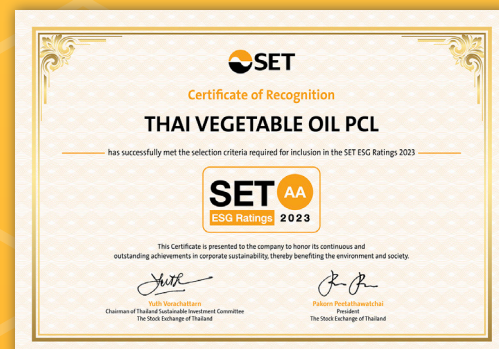 SET
Certificate of Recognition
THAI VEGETABLE OIL PCL
has successfully met the selection criteria required for inclusion in the SET ESG Ratings 2023
SET AA
ESG Ratings 2023
This Certificate is presented to the company to honor its continuous and
outstanding achievements in corporate sustainability, thereby benefiting the environment and society.
Yuth Vorachattarn
Chairman of Thailand Sustainable Investment Committee
The Stock Exchange of Thailand
Pakorn Peetathawatchai
President
The Stock Exchange of Thailand